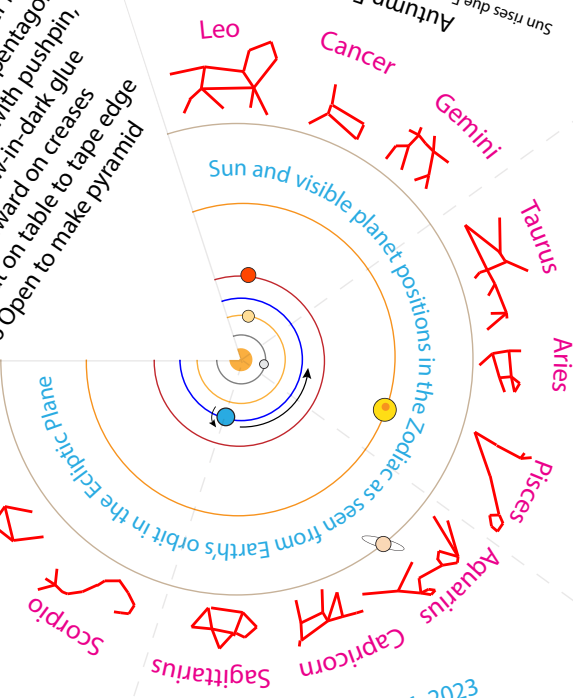 pentago
with pushpin,
w-in-dark glue
ward on creases
on table to tape edge
Open to make pyramid
Autumn E
Sun rises due E
Leo
Cancer
Gemini
Taurus
Aries
Pisces
Aquarius
Capricorn
Sagittarius
Scorpio
Sun and visible planet positions in the Zodiac as seen from Earth's orbit in the Ecliptic Plane
2023